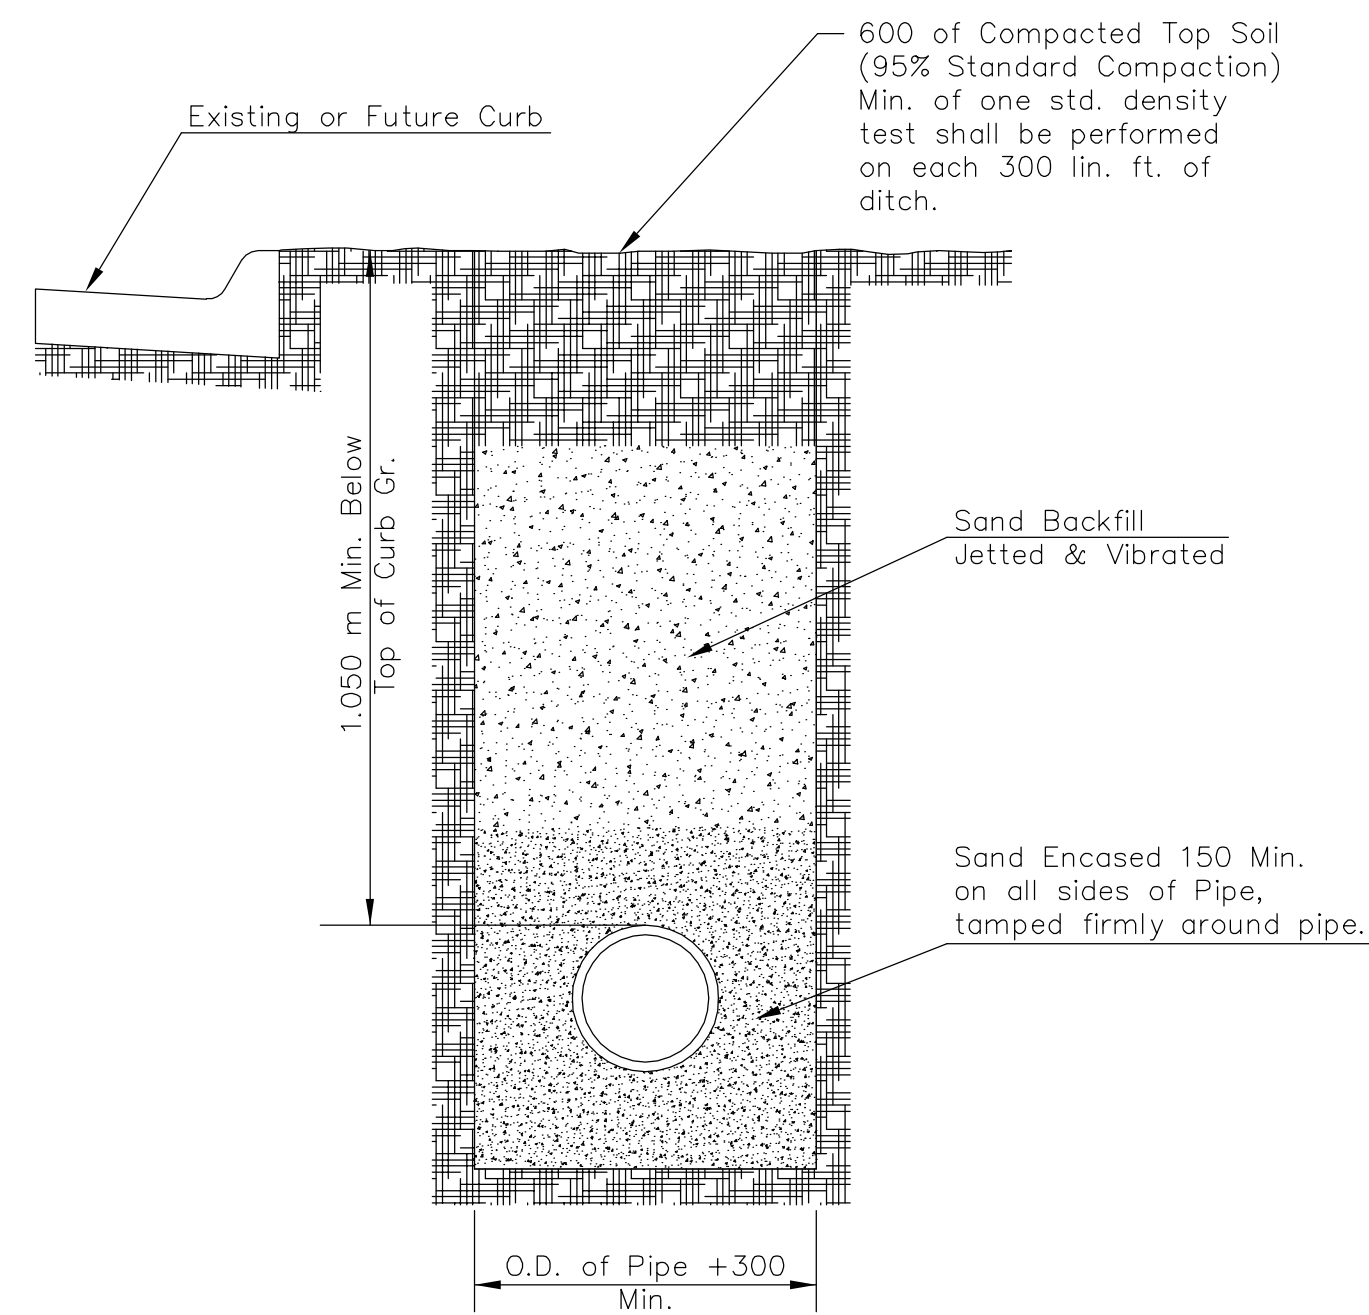 600 of Compacted Top Soil
(95% Standard Compaction)
Min. of one std. density
test shall be performed
on each 300 lin. ft. of
ditch.
Existing or Future Curb
1.050 m Min. Below
Top of Curb Gr.
Sand Backfill
Jetted & Vibrated
Sand Encased 150 Min.
on all sides of Pipe,
tamped firmly around pipe.
O.D. of Pipe +300
Min.